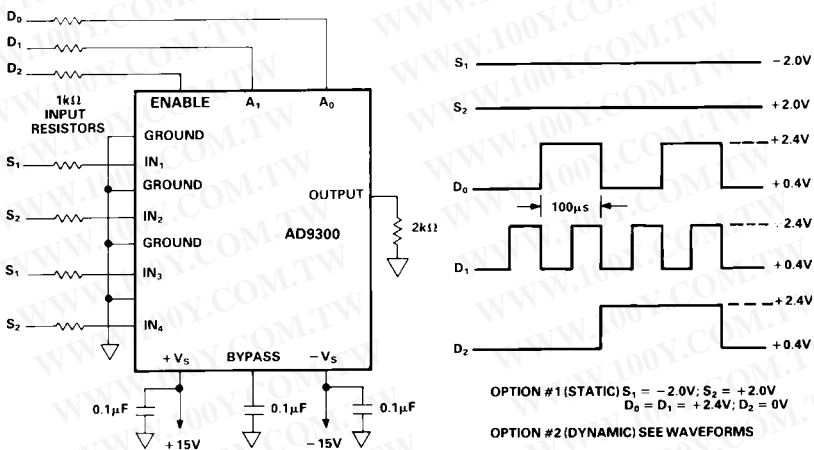 D₀
D₁
D₂
1kΩ
INPUT
RESISTORS
ENABLE A₁ A₀
GROUND
S₁ IN₁
GROUND
OUTPUT
S₂ IN₂
2kΩ
GROUND
AD9300
S₁ IN₃
S₂ IN₄
+Vs BYPASS −Vs
0.1μF 0.1μF 0.1μF
+15V −15V
S₁ −2.0V
S₂ +2.0V
+2.4V
D₀ +0.4V
100μs
2.4V
D₁ +0.4V
+2.4V
D₂ +0.4V
OPTION #1 (STATIC) S₁ = −2.0V; S₂ = +2.0V
D₀ = D₁ = +2.4V; D₂ = 0V
OPTION #2 (DYNAMIC) SEE WAVEFORMS
WWW.100Y.COM.TW